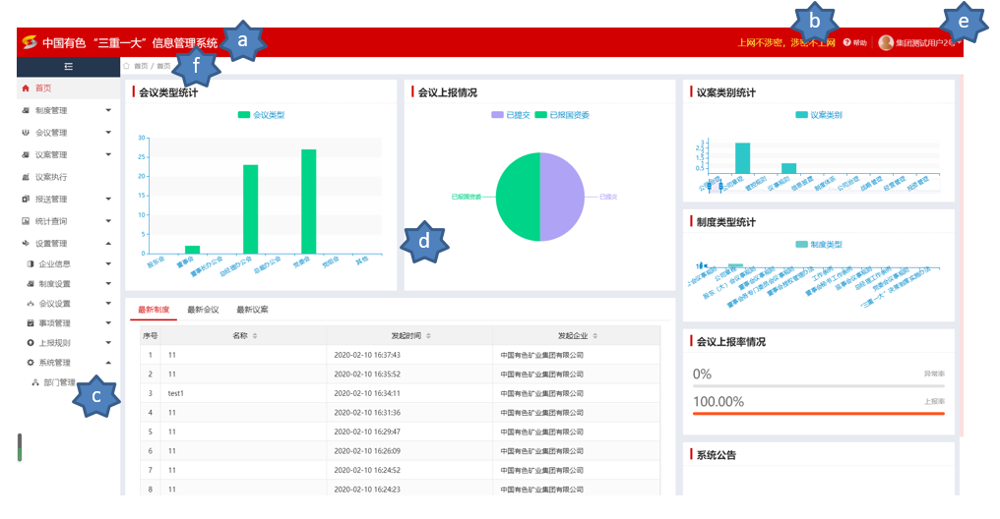 b
e
中国有色 “三重一大” 信息管理系统
a
上网不涉密，涉密不上网
帮助
集团测试用户2号
首页 / 首页
f
首页
制度管理
会议管理
议案管理
议案执行
报送管理
统计查询
设置管理
企业信息
制度设置
会议设置
事项管理
上报规则
系统管理
部门管理
c
会议类型统计
会议类型
30
25
20
15
10
5
0
股东会
董事会
董事长办公会
总经理办公会
总裁办公会
党委会
党组会
其他
会议上报情况
已提交 已报国资委
已报国资委
已提交
d
议案类别统计
议案类别
制度类型统计
制度类型
最新制度 最新会议 最新议案
序号 名称 发起时间 发起企业
1 11 2020-02-10 16:37:43 中国有色矿业集团有限公司
2 11 2020-02-10 16:35:52 中国有色矿业集团有限公司
3 test1 2020-02-10 16:34:11 中国有色矿业集团有限公司
4 11 2020-02-10 16:31:36 中国有色矿业集团有限公司
5 11 2020-02-10 16:29:47 中国有色矿业集团有限公司
6 11 2020-02-10 16:26:09 中国有色矿业集团有限公司
7 11 2020-02-10 16:24:52 中国有色矿业集团有限公司
8 11 2020-02-10 16:24:23 中国有色矿业集团有限公司
会议上报率情况
0% 异常率
100.00% 上报率
系统公告